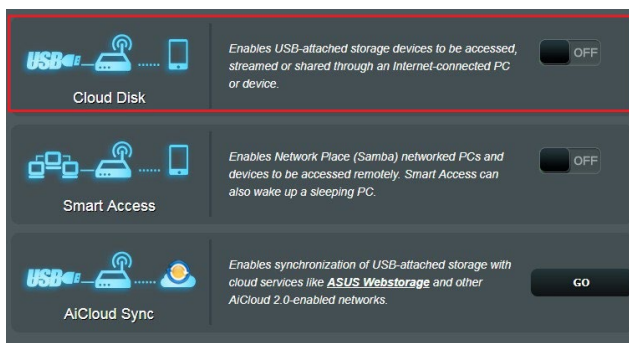 USB
Enables USB-attached storage devices to be accessed,
streamed or shared through an Internet-connected PC
or device.
OFF
Cloud Disk
Enables Network Place (Samba) networked PCs and
devices to be accessed remotely. Smart Access can
also wake up a sleeping PC.
OFF
Smart Access
USB
Enables synchronization of USB-attached storage with
cloud services like ASUS Webstorage and other
AiCloud 2.0-enabled networks.
GO
AiCloud Sync